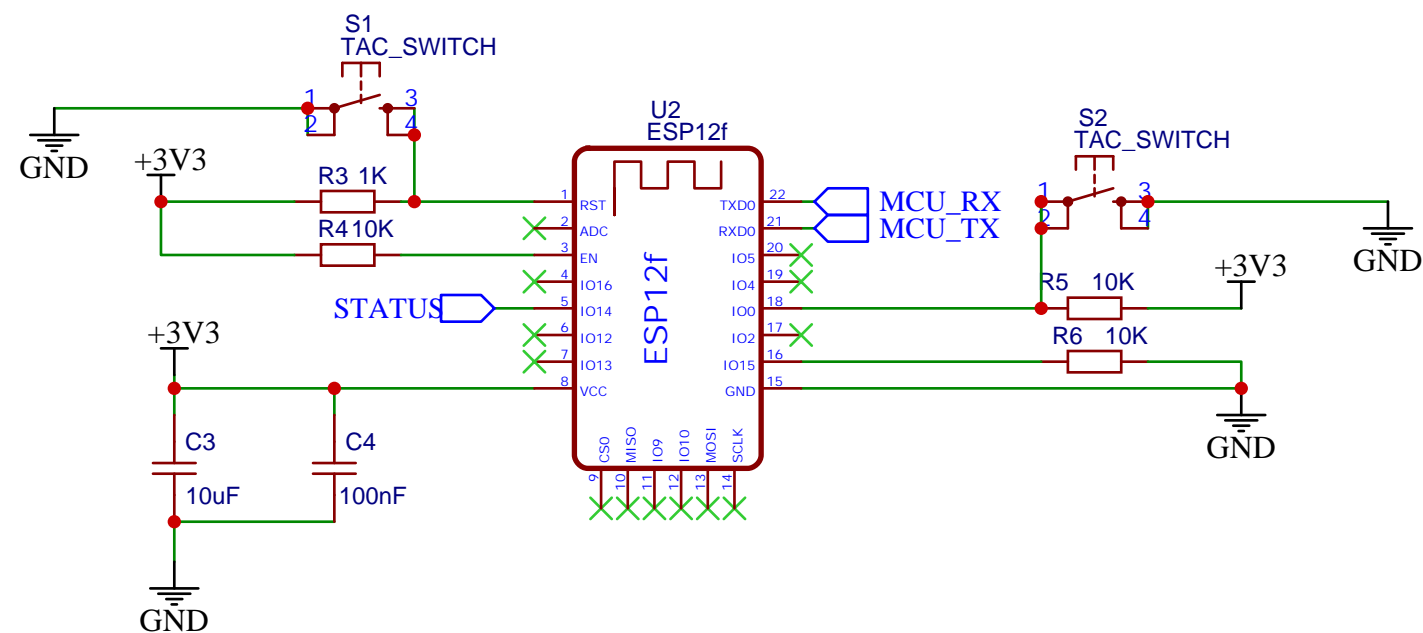 S1
TAC_SWITCH
1
3
2
4
GND
+3V3
R3 1K
R4 10K
U2
ESP12f
ESP12f
1
RST
2
ADC
3
EN
4
IO16
5
IO14
6
IO12
7
IO13
8
VCC
22
TXD0
21
RXD0
20
IO5
19
IO4
18
IO0
17
IO2
16
IO15
15
GND
CS0
MISO
IO9
IO10
MOSI
SCLK
9
10
11
12
13
14
STATUS
MCU_RX
MCU_TX
S2
TAC_SWITCH
1
3
2
4
GND
+3V3
R5 10K
R6 10K
GND
+3V3
C3
10uF
C4
100nF
GND